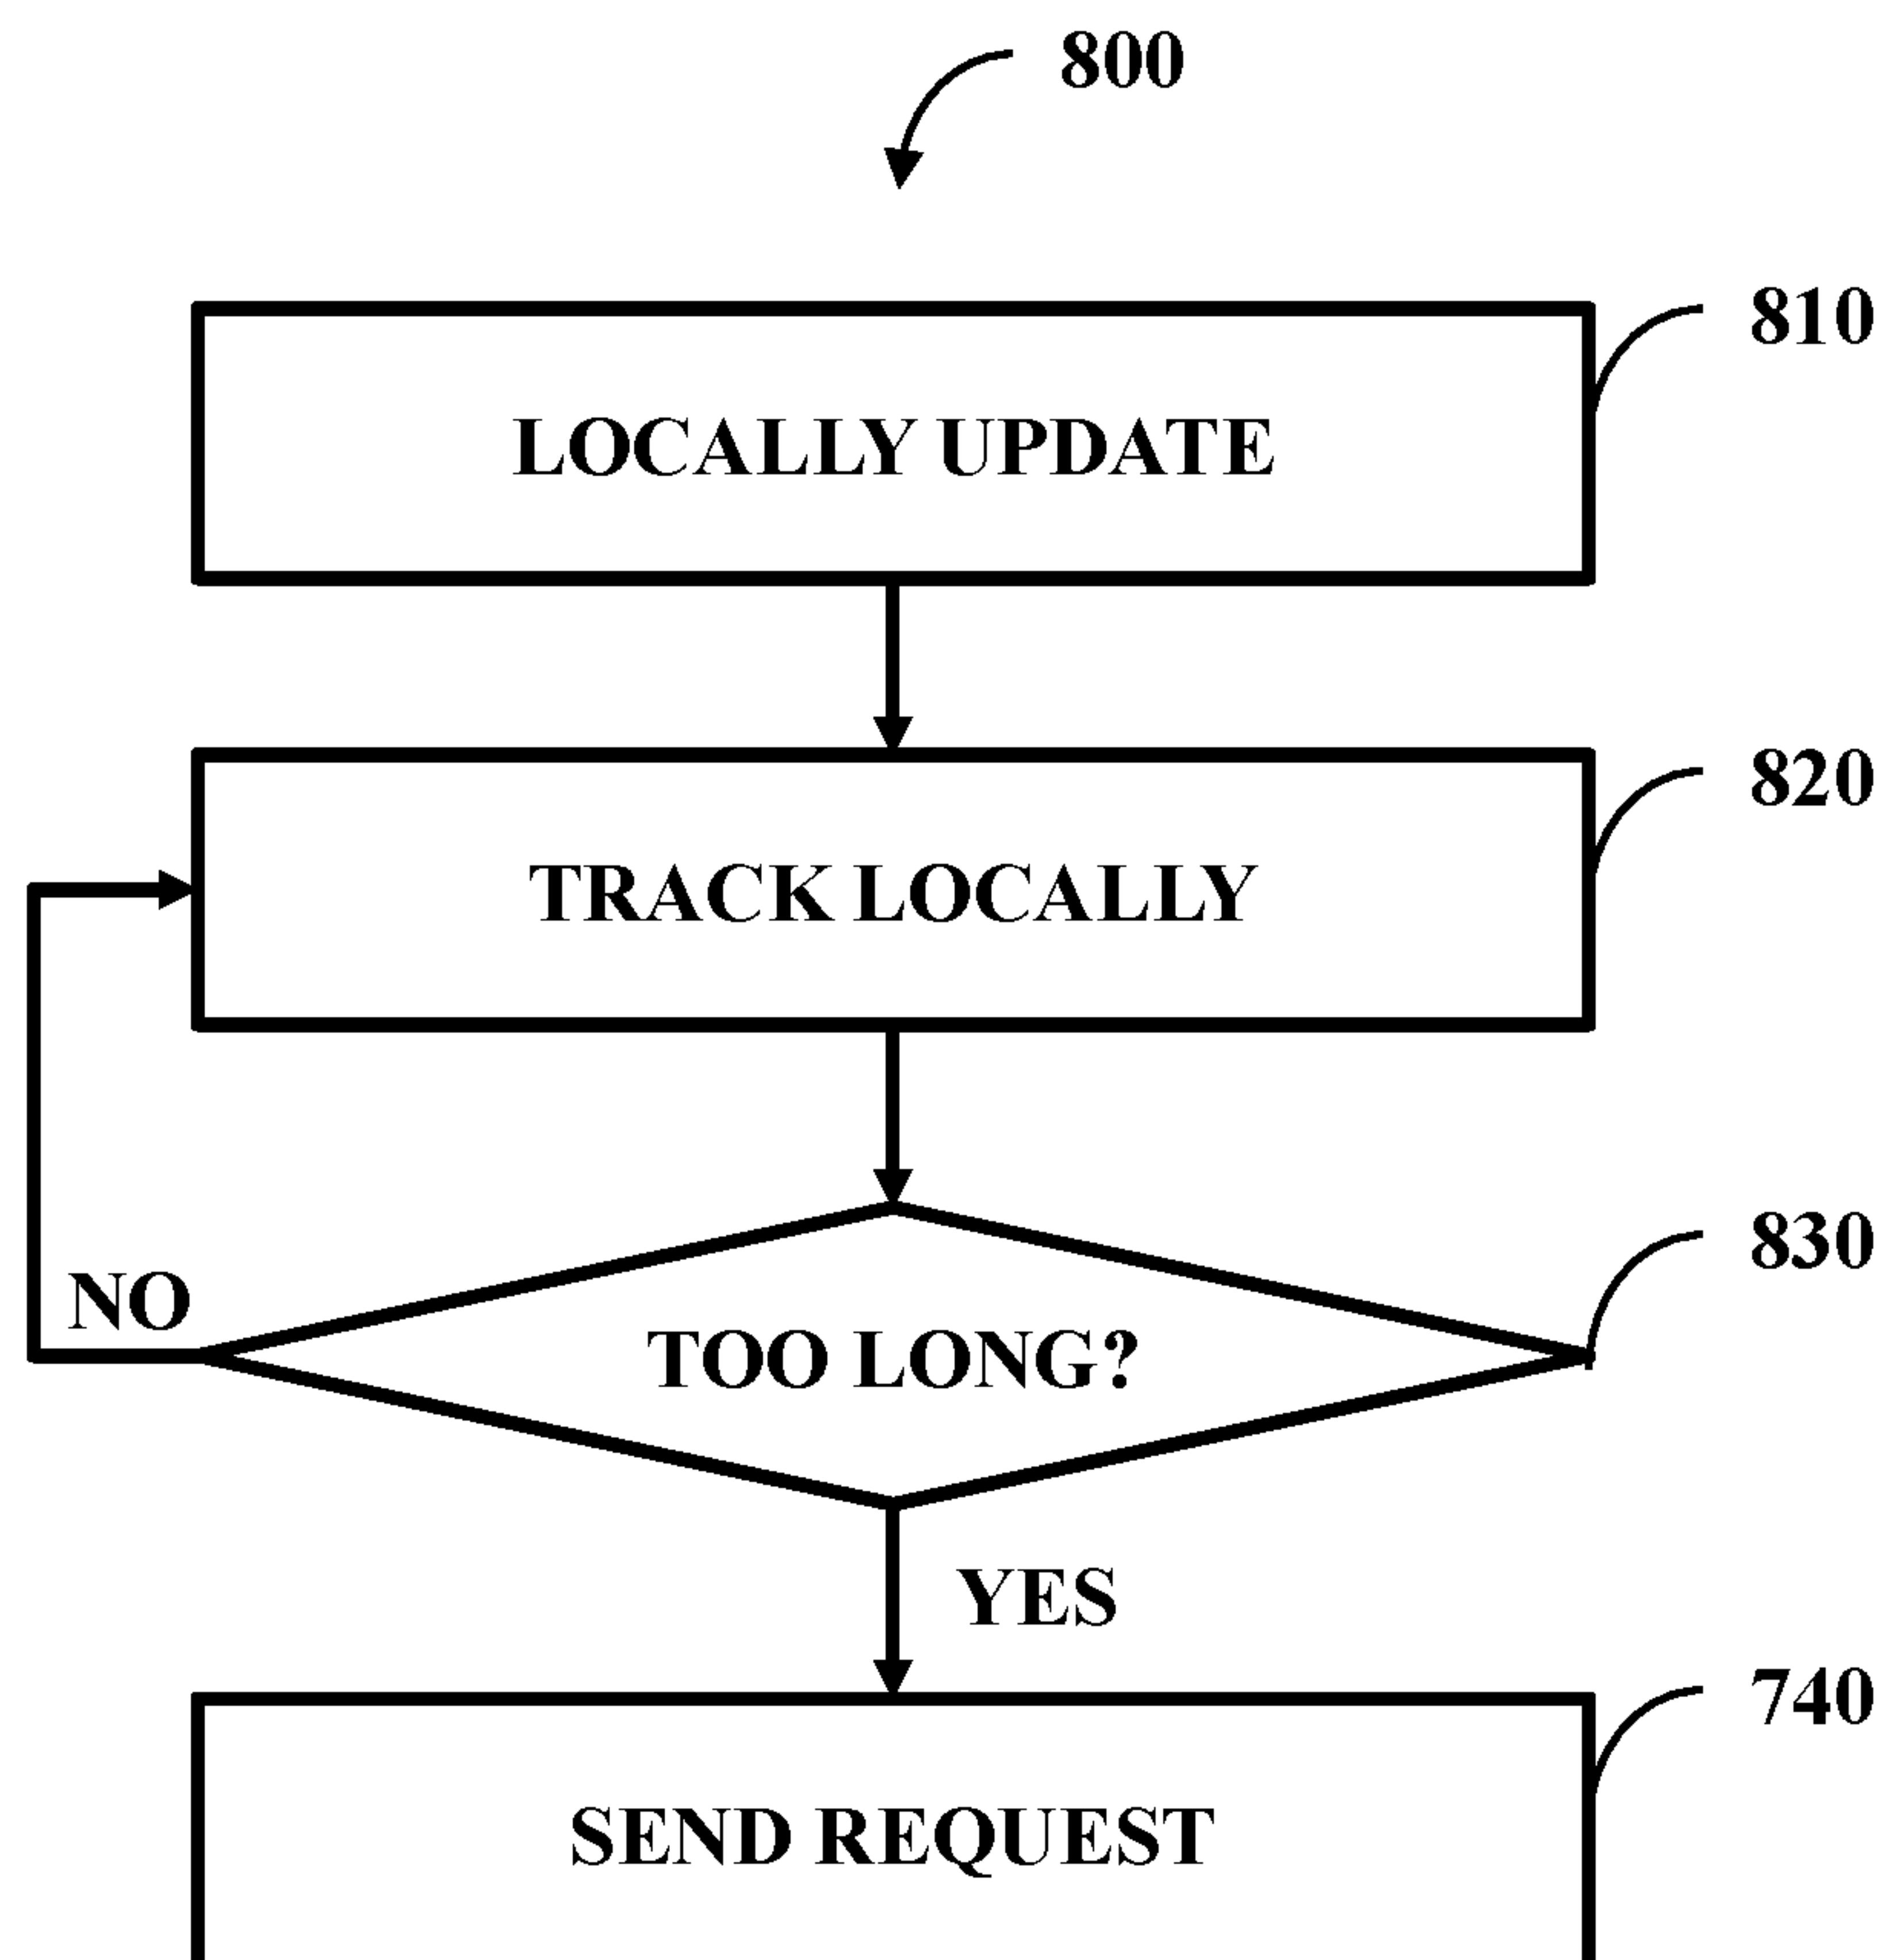 800
810
LOCALLY UPDATE
820
TRACK LOCALLY
830
NO
TOO LONG?
YES
740
SEND REQUEST